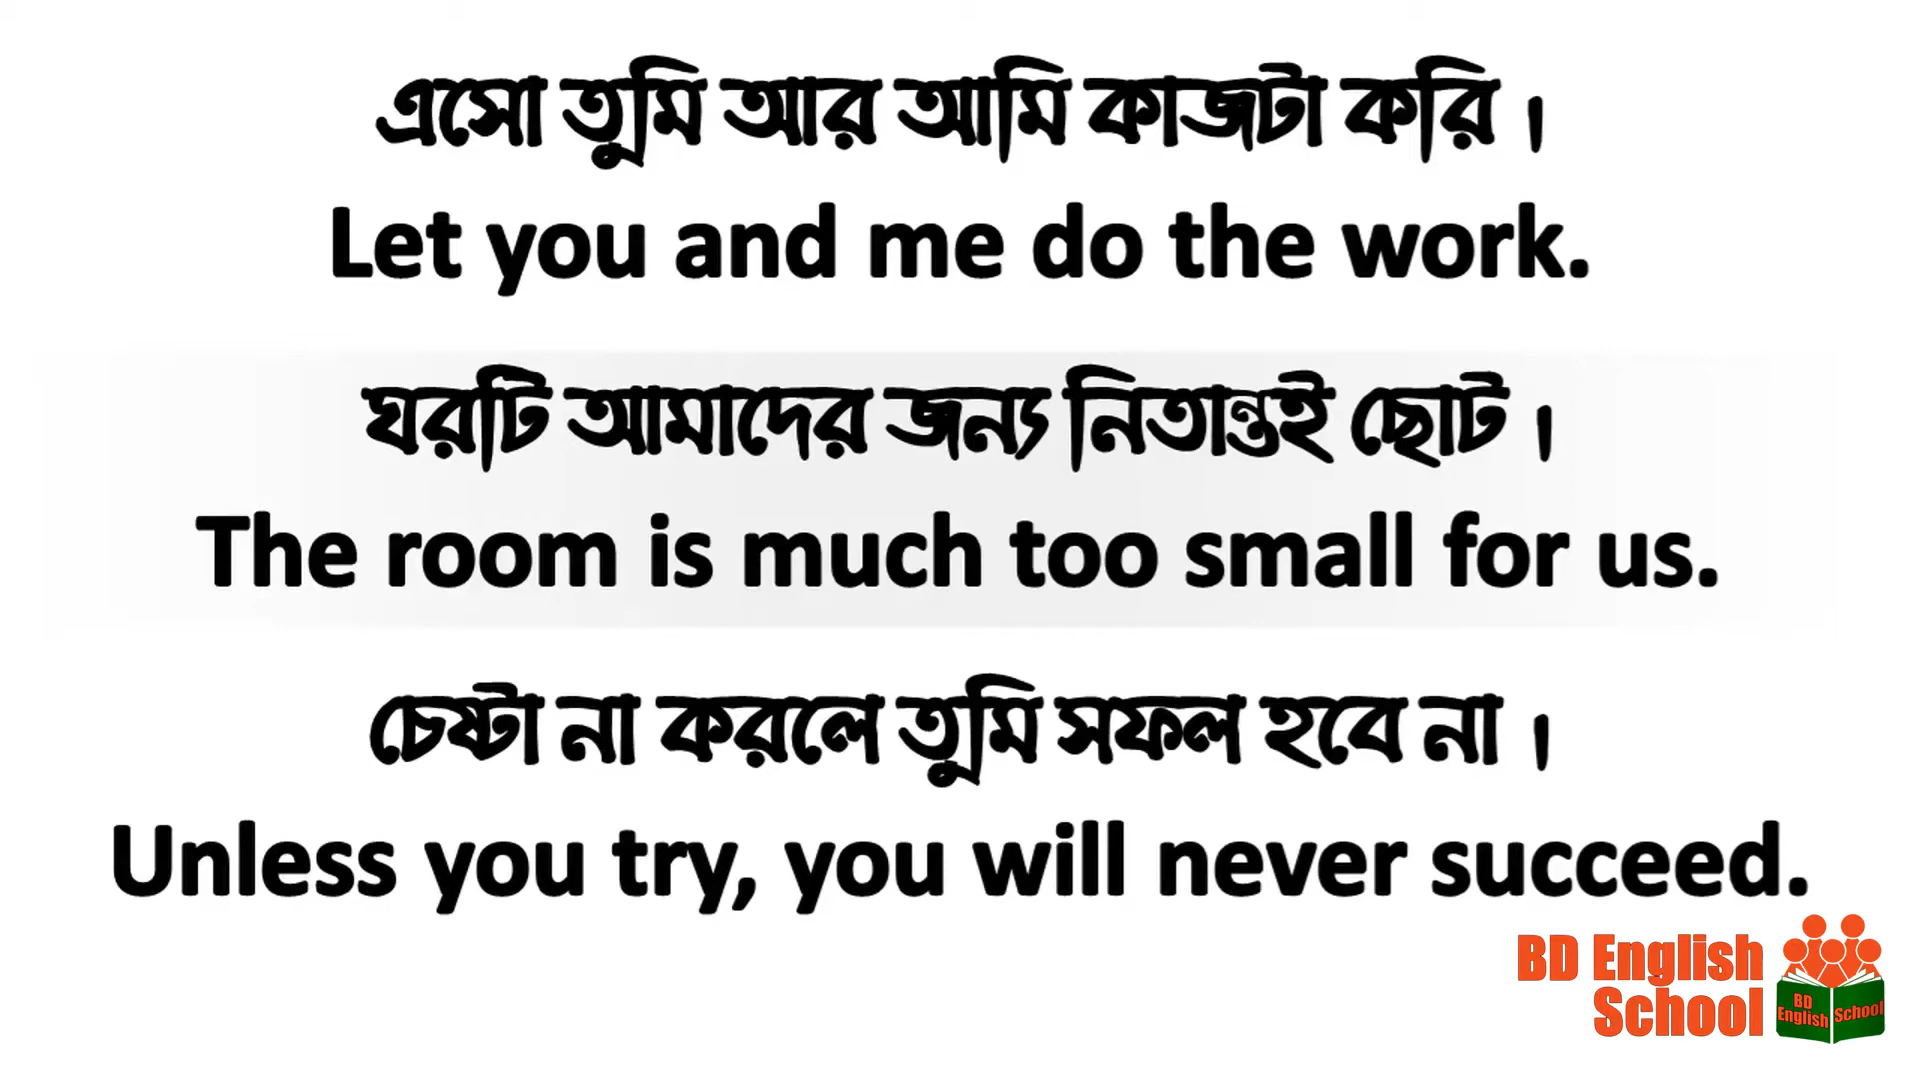 এসো তুমি আর আমি কাজটা করি ।
Let you and me do the work.
ঘরটি আমাদের জন্য নিতান্তই ছোট ।
The room is much too small for us.
চেষ্টা না করলে তুমি সফল হবে না ।
Unless you try, you will never succeed.
BD English
School
BD
English
School